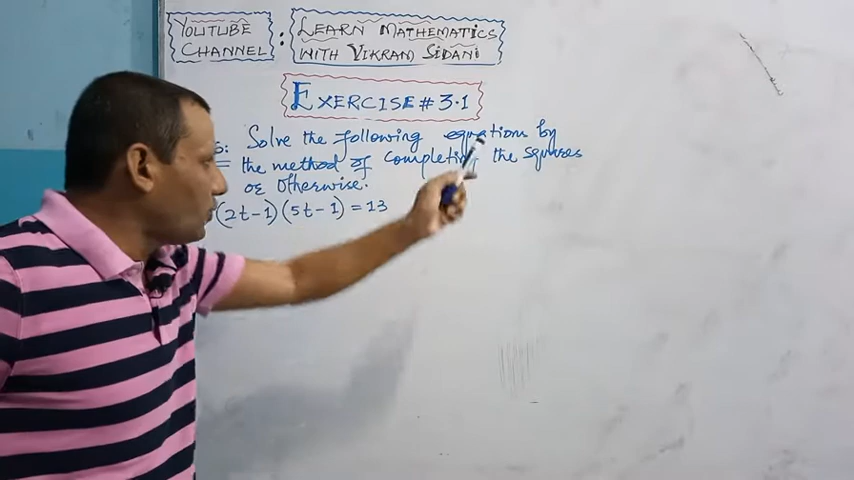 YOUTUBE
CHANNEL :
LEARN MATHEMATICS
WITH VIKRAM SIDANI
EXERCISE # 3.1
Solve the following equations by
the method of completing the squares
or otherwise.
(2t-1)(5t-1) = 13